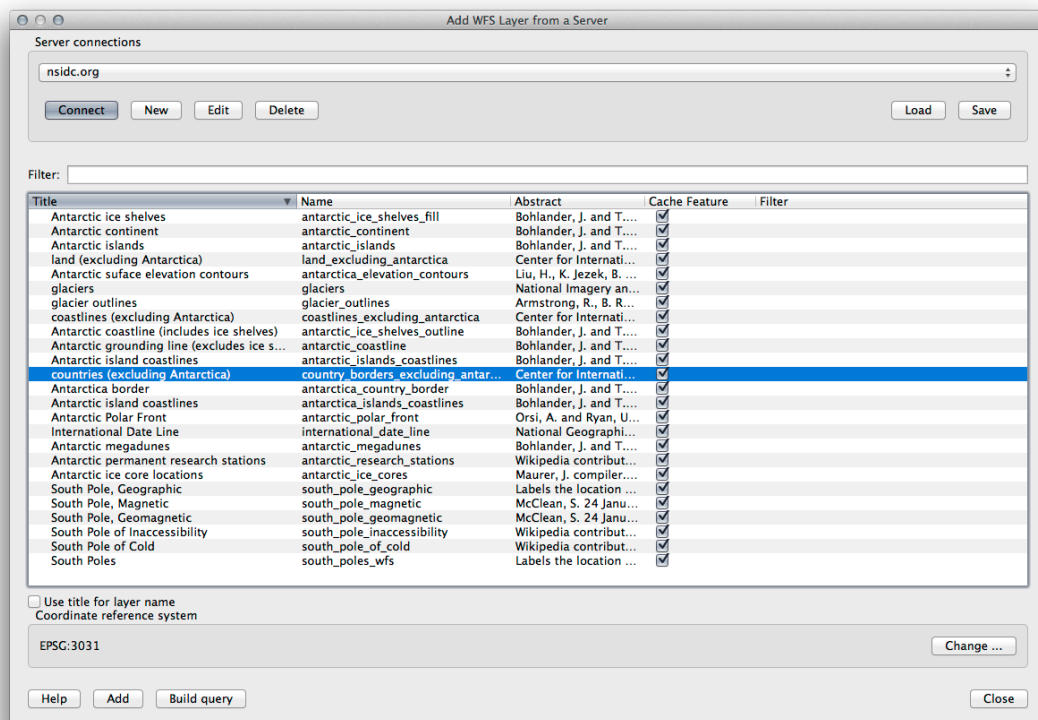 Add WFS Layer from a Server
Server connections
nsidc.org
Connect New Edit Delete Load Save
Filter:
Title Name Abstract Cache Feature Filter
Antarctic ice shelves antarctic_ice_shelves_fill Bohlander, J. and T....
Antarctic continent antarctic_continent Bohlander, J. and T....
Antarctic islands antarctic_islands Bohlander, J. and T....
land (excluding Antarctica) land_excluding_antarctica Center for Internati...
Antarctic suface elevation contours antarctica_elevation_contours Liu, H., K. Jezek, B. ...
glaciers glaciers National Imagery an...
glacier outlines glacier_outlines Armstrong, R., B. R...
coastlines (excluding Antarctica) coastlines_excluding_antarctica Center for Internati...
Antarctic coastline (includes ice shelves) antarctic_ice_shelves_outline Bohlander, J. and T....
Antarctic grounding line (excludes ice s... antarctic_coastline Bohlander, J. and T....
Antarctic island coastlines antarctic_islands_coastlines Bohlander, J. and T....
countries (excluding Antarctica) country_borders_excluding_antar... Center for Internati...
Antarctica border antarctica_country_border Bohlander, J. and T....
Antarctic island coastlines antarctica_islands_coastlines Bohlander, J. and T....
Antarctic Polar Front antarctic_polar_front Orsi, A. and Ryan, U...
International Date Line international_date_line National Geographi...
Antarctic megadunes antarctic_megadunes Bohlander, J. and T....
Antarctic permanent research stations antarctic_research_stations Wikipedia contribut...
Antarctic ice core locations antarctic_ice_cores Maurer, J. compiler....
South Pole, Geographic south_pole_geographic Labels the location ...
South Pole, Magnetic south_pole_magnetic McClean, S. 24 Janu...
South Pole, Geomagnetic south_pole_geomagnetic McClean, S. 24 Janu...
South Pole of Inaccessibility south_pole_inaccessibility Wikipedia contribut...
South Pole of Cold south_pole_of_cold Wikipedia contribut...
South Poles south_poles_wfs Labels the location ...
Use title for layer name
Coordinate reference system
EPSG:3031 Change ...
Help Add Build query Close